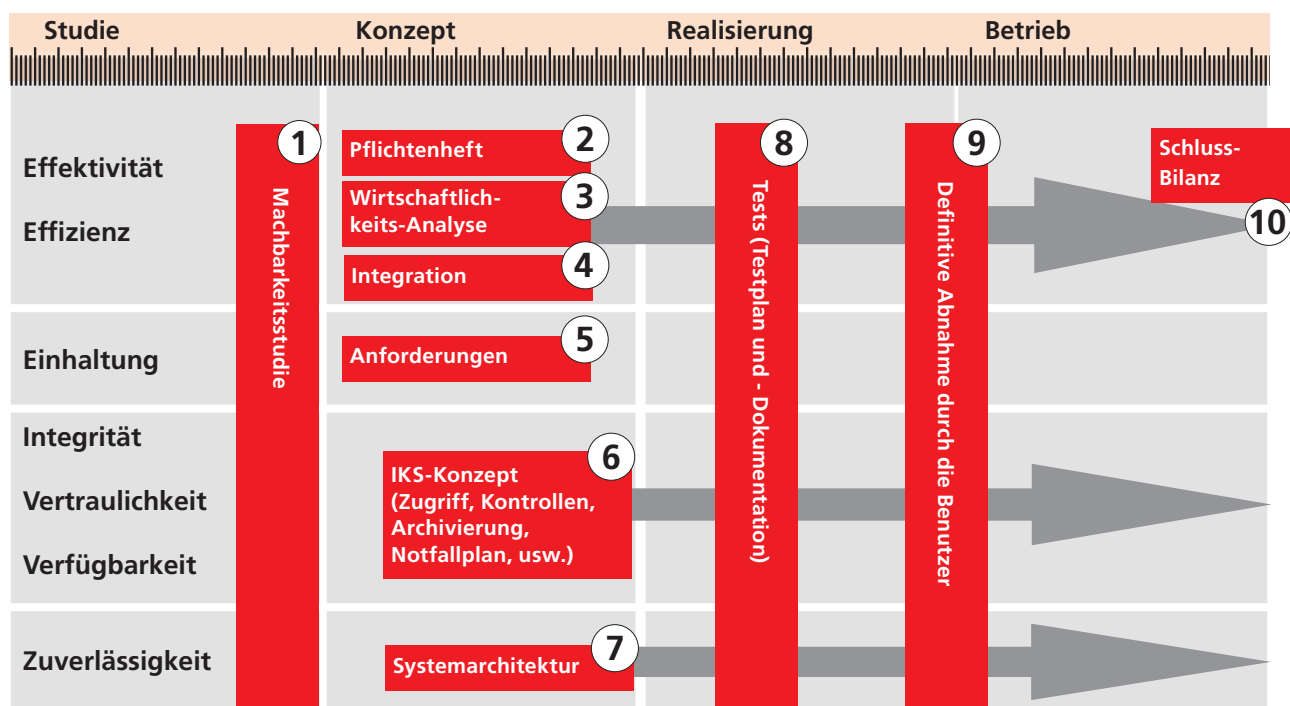 Studie Konzept Realisierung Betrieb
Effektivität
Effizienz
Einhaltung
Integrität
Vertraulichkeit
Verfügbarkeit
Zuverlässigkeit
1
Machbarkeitsstudie
2
Pflichtenheft
3
Wirtschaftlich-
keits-Analyse
4
Integration
5
Anforderungen
6
IKS-Konzept
(Zugriff, Kontrollen,
Archivierung,
Notfallplan, usw.)
7
Systemarchitektur
8
Tests (Testplan und - Dokumentation)
9
Definitive Abnahme durch die Benutzer
Schluss-
Bilanz
10